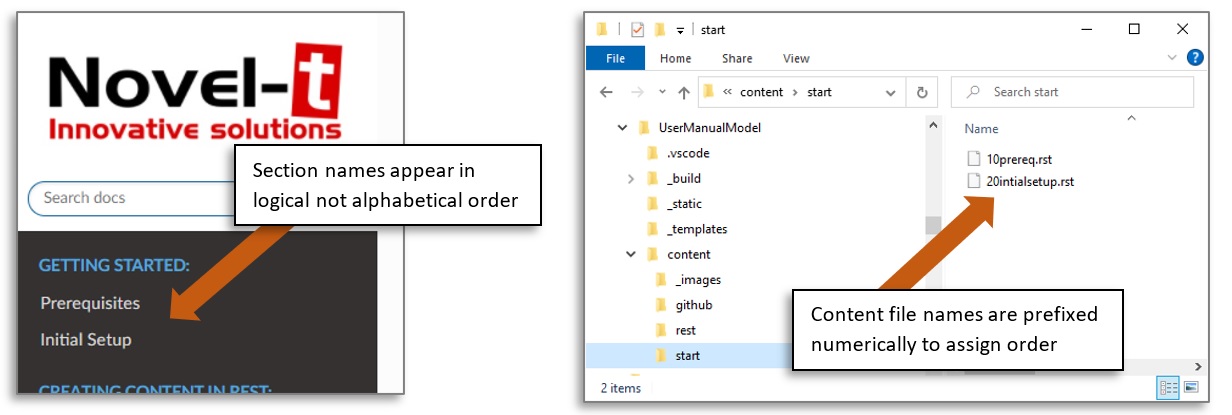 Novel-t
Innovative solutions
Section names appear in
logical not alphabetical order
Search docs
GETTING STARTED:
Prerequisites
Initial Setup
CREATING CONTENT IN REST:
start
File Home Share View
« content › start
Search start
UserManualModel
.vscode
_build
_static
_templates
content
_images
github
rest
start
Name
10prereq.rst
20intialsetup.rst
Content file names are prefixed
numerically to assign order
2 items